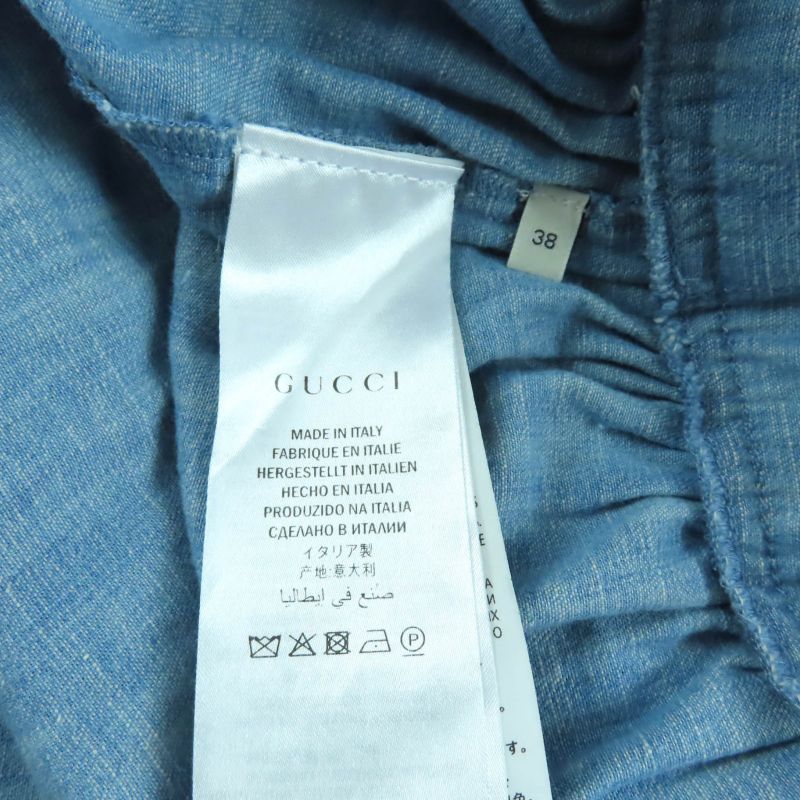 38
GUCCI
MADE IN ITALY
FABRIQUE EN ITALIE
HERGESTELLT IN ITALIEN
HECHO EN ITALIA
PRODUZIDO NA ITALIA
СДЕЛАНО В ИТАЛИИ
イタリア製
产地:意大利
صنع في ايطاليا
P